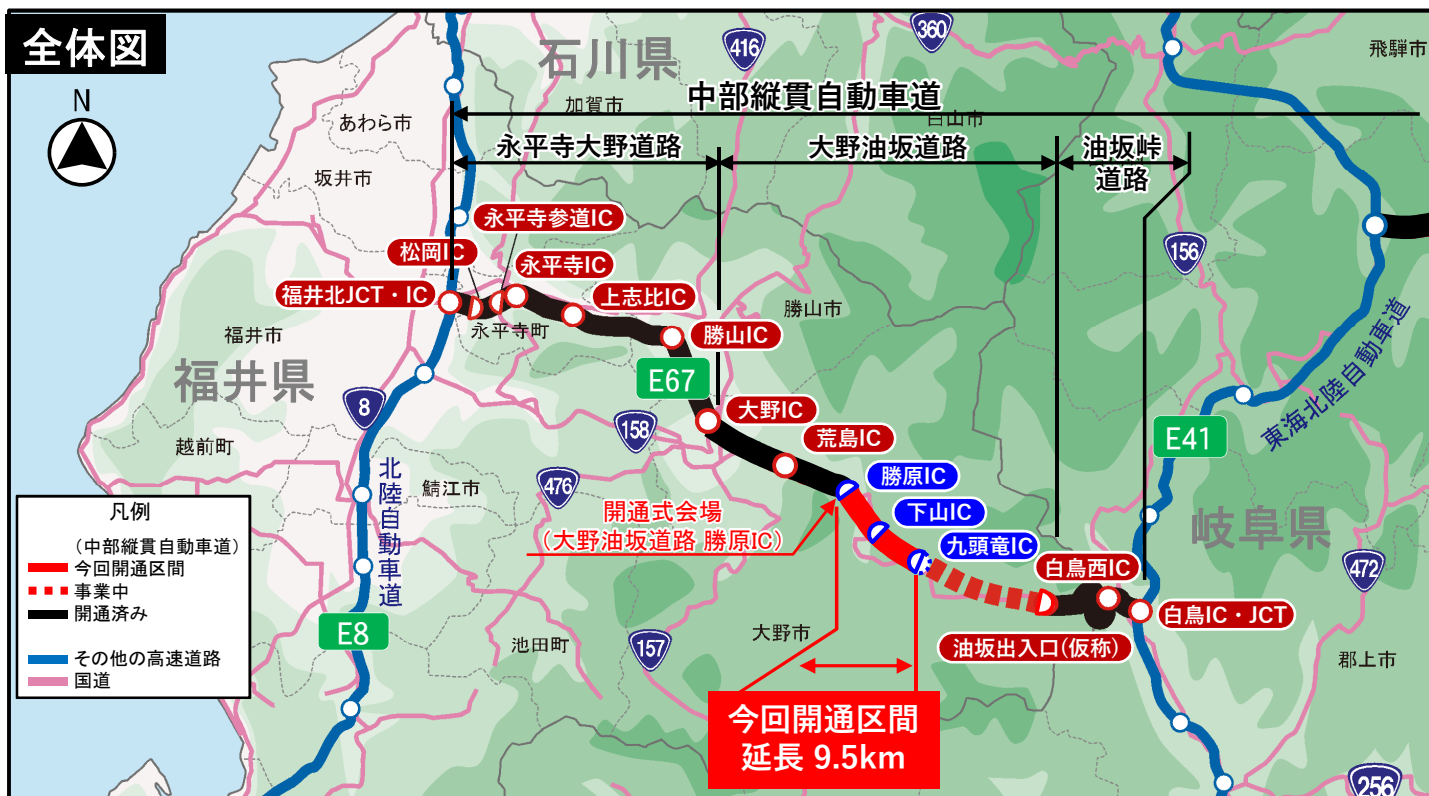 全体図
N
石川県
416
360
飛騨市
加賀市
中部縦貫自動車道
白山市
あわら市
坂井市
永平寺大野道路
大野油坂道路
油坂峠
道路
永平寺参道IC
松岡IC
永平寺IC
156
福井北JCT・IC
上志比IC
勝山市
永平寺町
福井市
勝山IC
福井県
E67
東海北陸自動車道
8
大野IC
158
荒島IC
E41
越前町
北陸自動車道
鯖江市
476
勝原IC
開通式会場
(大野油坂道路 勝原IC)
下山IC
九頭竜IC
岐阜県
白鳥西IC
472
凡例
(中部縦貫自動車道)
今回開通区間
事業中
開通済み
その他の高速道路
国道
E8
池田町
157
大野市
油坂出入口(仮称)
白鳥IC・JCT
郡上市
今回開通区間
延長 9.5km
256